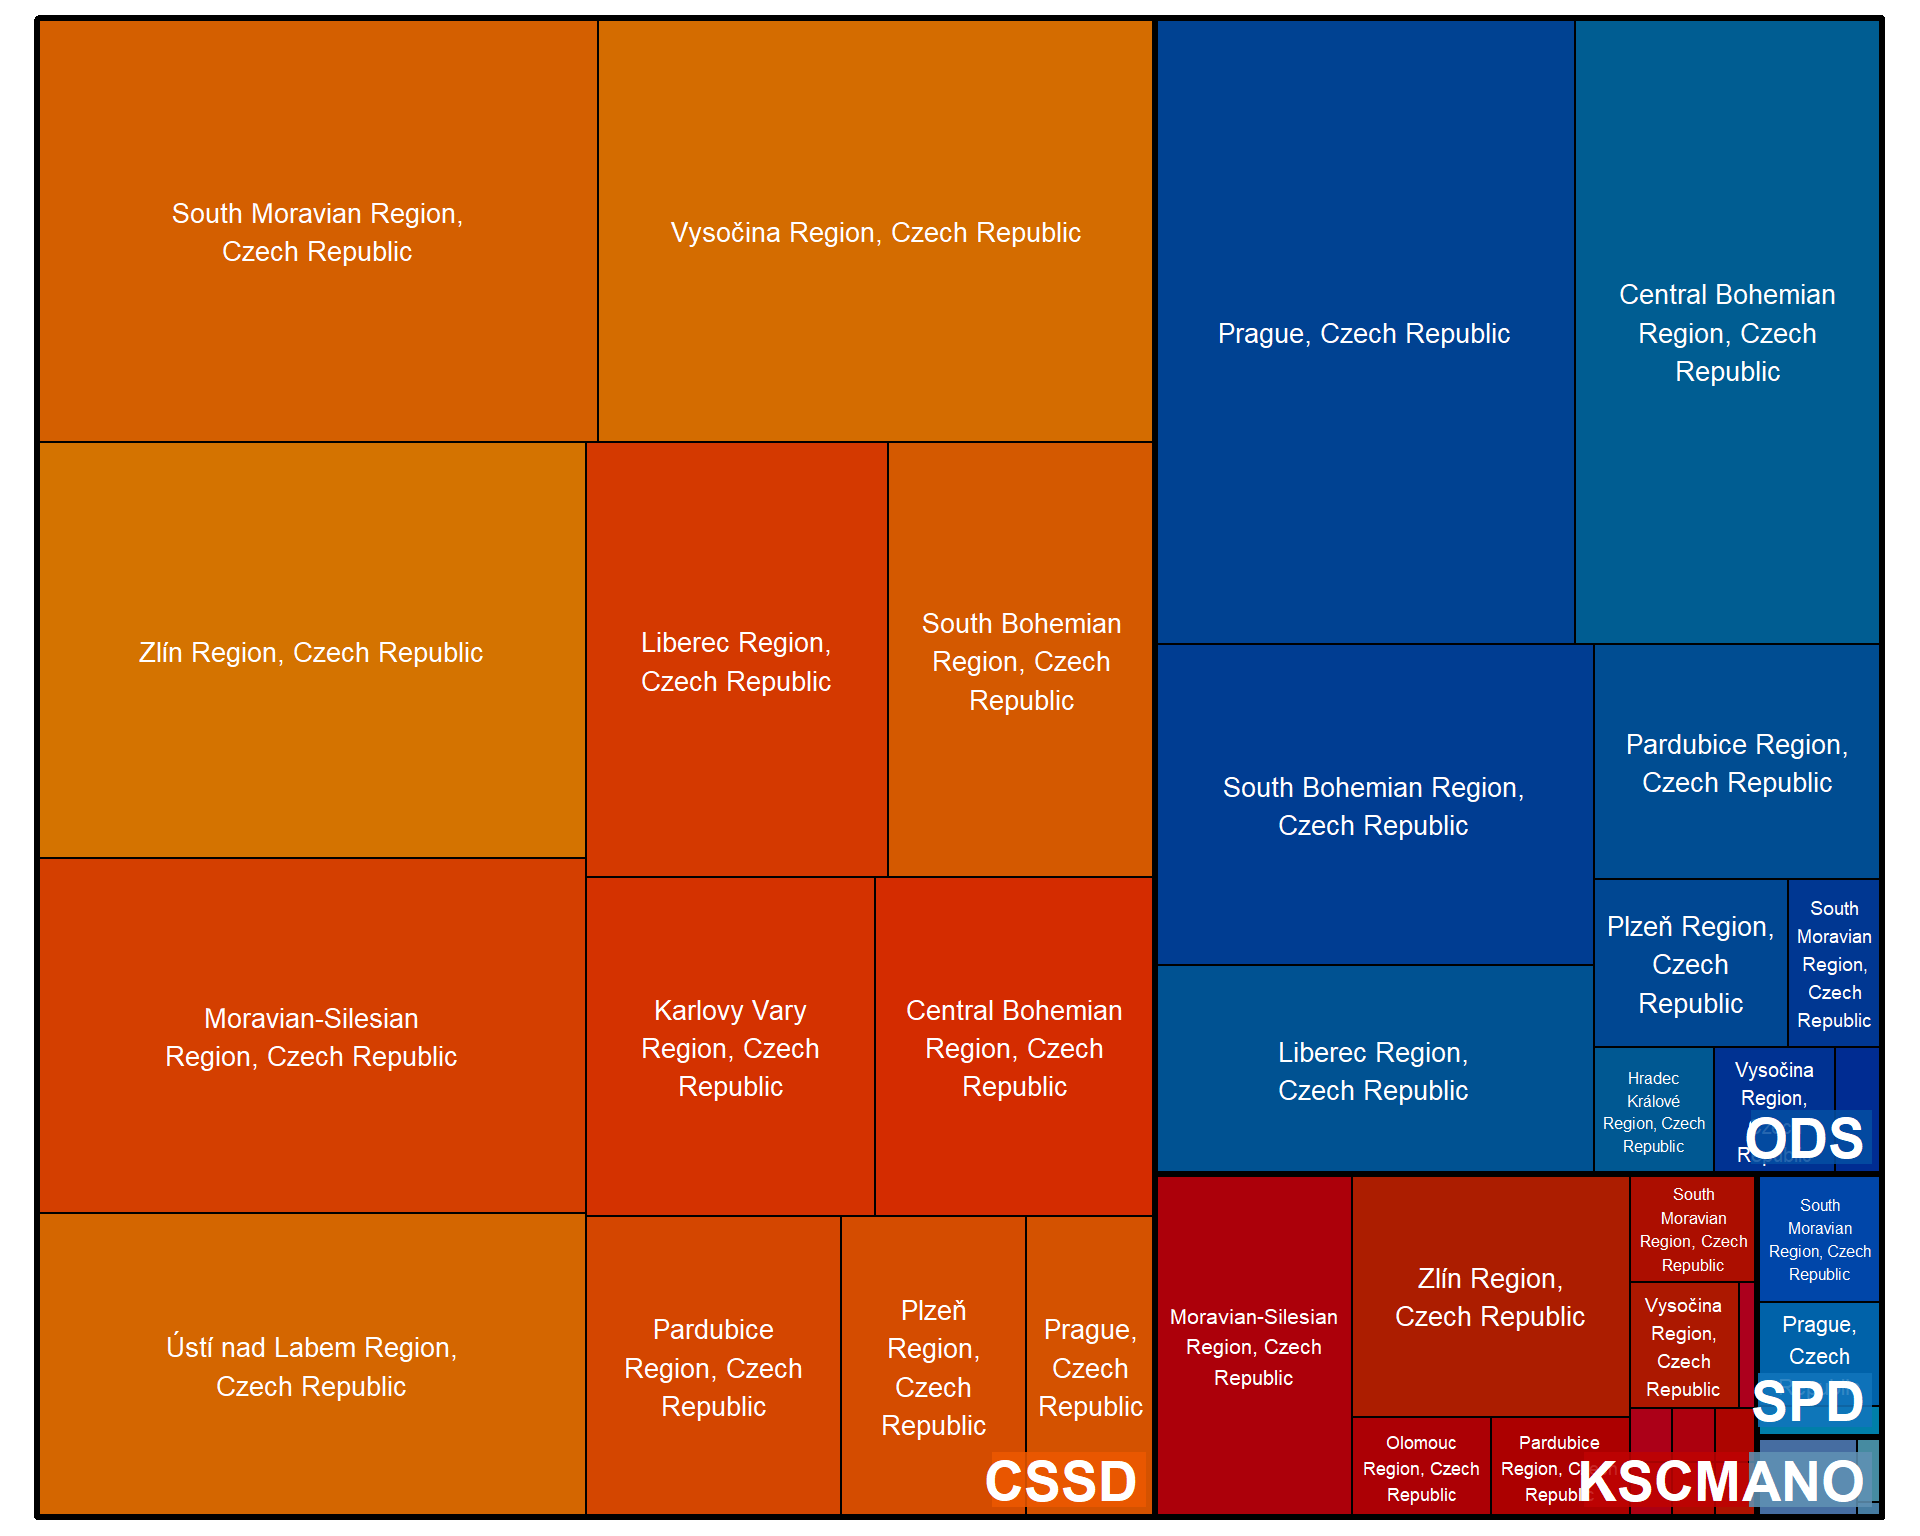 South Moravian Region,
Czech Republic
Vysočina Region, Czech Republic
Zlín Region, Czech Republic
Liberec Region,
Czech Republic
South Bohemian
Region, Czech
Republic
Moravian-Silesian
Region, Czech Republic
Karlovy Vary
Region, Czech
Republic
Central Bohemian
Region, Czech
Republic
Ústí nad Labem Region,
Czech Republic
Pardubice
Region, Czech
Republic
Plzeň
Region,
Czech
Republic
Prague,
Czech
Republic
CSSD
Prague, Czech Republic
Central Bohemian
Region, Czech
Republic
South Bohemian Region,
Czech Republic
Pardubice Region,
Czech Republic
Liberec Region,
Czech Republic
Plzeň Region,
Czech
Republic
South
Moravian
Region,
Czech
Republic
Hradec
Králové
Region, Czech
Republic
Vysočina
Region,
ODS
Moravian-Silesian
Region, Czech
Republic
Zlín Region,
Czech Republic
South
Moravian
Region, Czech
Republic
Vysočina
Region,
Czech
Republic
Olomouc
Region, Czech
Republic
Pardubice
Region, Czech
Republic
KSCM
South
Moravian
Region, Czech
Republic
Prague,
Czech
SPD
ANO